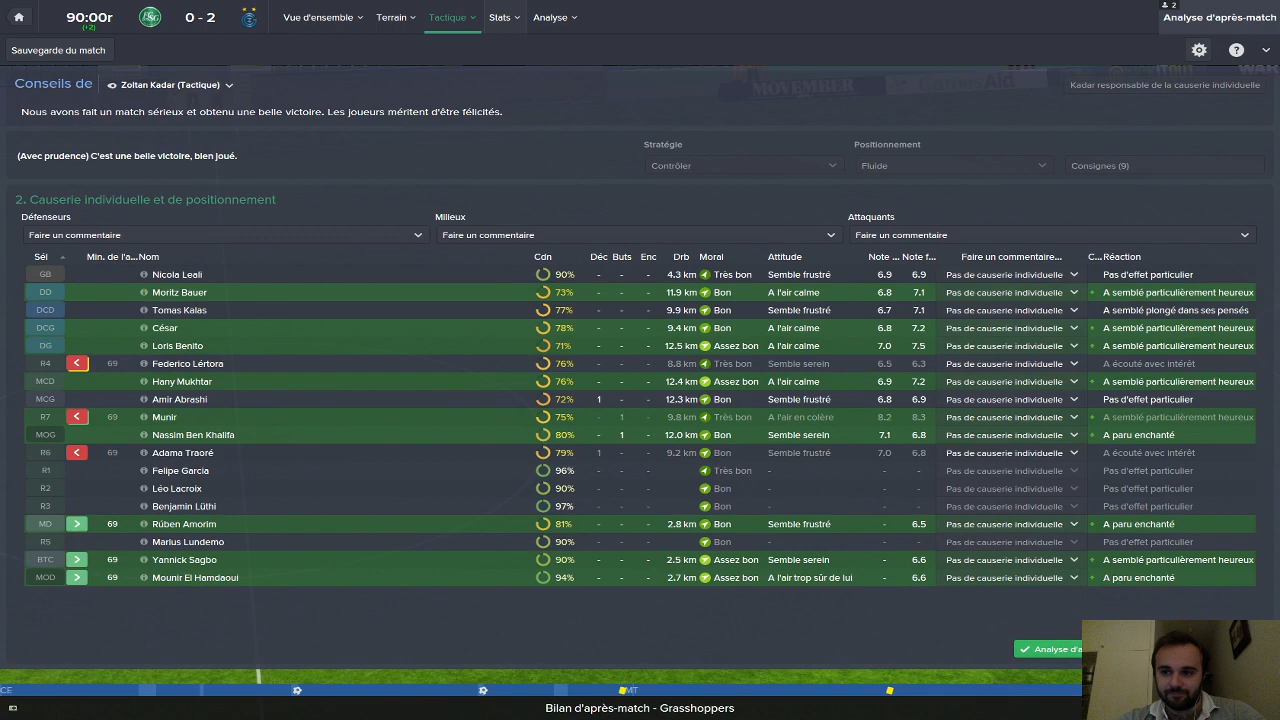 90:00r 0 - 2 Vue d'ensemble Terrain Tactique Stats Analyse 2
(+2) Analyse d'après-match
Sauvegarde du match ?
Conseils de Zoltan Kadar (Tactique) Kadar responsable de la causerie individuelle
MOVEMBER
Nous avons fait un match sérieux et obtenu une belle victoire. Les joueurs méritent d'être félicités.
Stratégie Positionnement
(Avec prudence) C'est une belle victoire, bien joué.
Contrôler Fluide Consignes (9)
2. Causerie individuelle et de positionnement
Défenseurs Milieux Attaquants
Faire un commentaire Faire un commentaire Faire un commentaire
Sél Min. de l'a... Nom Cdn Déc Buts Enc Drb Moral Attitude Note ... Note f... Faire un commentaire... C... Réaction
GB Nicola Leali 90% - - - 4.3 km Très bon Semble frustré 6.9 6.9 Pas de causerie individuelle Pas d'effet particulier
DD Moritz Bauer 73% - - - 11.9 km Bon A l'air calme 6.8 7.1 Pas de causerie individuelle A semblé particulièrement heureux
DCD Tomas Kalas 77% - - - 9.9 km Bon Semble frustré 6.7 7.1 Pas de causerie individuelle A semblé plongé dans ses pensés
DCG César 78% - - - 9.4 km Bon A l'air calme 6.8 7.2 Pas de causerie individuelle A semblé particulièrement heureux
DG Loris Benito 71% - - - 12.5 km Assez bon A l'air calme 7.0 7.5 Pas de causerie individuelle A semblé particulièrement heureux
R4 69 Federico Lértora 76% - - - 8.8 km Très bon Semble serein 6.5 6.3 Pas de causerie individuelle A écouté avec intérêt
MCD Hany Mukhtar 76% - - - 12.4 km Assez bon A l'air calme 6.9 7.2 Pas de causerie individuelle A semblé particulièrement heureux
MCG Amir Abrashi 72% 1 - - 12.3 km Bon Semble frustré 6.8 6.9 Pas de causerie individuelle Pas d'effet particulier
R7 69 Munir 75% - 1 - 9.8 km Très bon A l'air en colère 8.2 8.3 Pas de causerie individuelle A semblé particulièrement heureux
MOG Nassim Ben Khalifa 80% - 1 - 12.0 km Bon Semble serein 7.1 6.8 Pas de causerie individuelle A paru enchanté
R6 69 Adama Traoré 79% 1 - - 9.2 km Bon Semble frustré 7.0 6.8 Pas de causerie individuelle A écouté avec intérêt
R1 Felipe Garcia 96% - - - Très bon - - - Pas de causerie individuelle Pas d'effet particulier
R2 Léo Lacroix 90% - - - Bon - - - Pas de causerie individuelle Pas d'effet particulier
R3 Benjamin Lüthi 97% - - - Bon - - - Pas de causerie individuelle Pas d'effet particulier
MD 69 Rúben Amorim 81% - - - 2.8 km Bon Semble frustré - 6.5 Pas de causerie individuelle A paru enchanté
R5 Marius Lundemo 90% - - - Bon - - - Pas de causerie individuelle Pas d'effet particulier
BTC 69 Yannick Sagbo 90% - - - 2.5 km Assez bon Semble serein - 6.6 Pas de causerie individuelle A semblé particulièrement heureux
MOD 69 Mounir El Hamdaoui 94% - - - 2.7 km Assez bon A l'air trop sûr de lui - 6.6 Pas de causerie individuelle A paru enchanté
Analyse d'a
CE MT
Bilan d'après-match - Grasshoppers